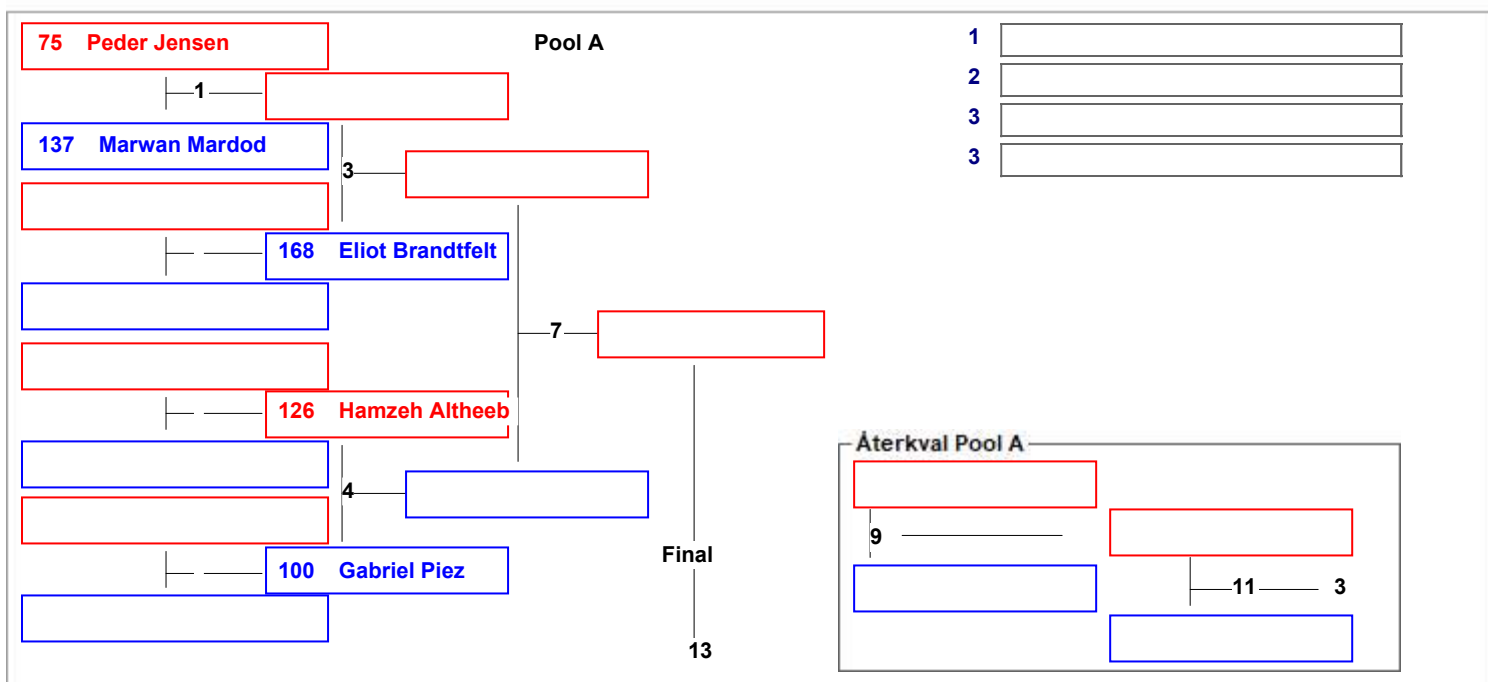 75 Peder Jensen
Pool A
1
1
137 Marwan Mardod
3
168 Eliot Brandtfelt
7
126 Hamzeh Altheeb
4
100 Gabriel Piez
Final
13
1
2
3
3
Återkval Pool A
9
11 3